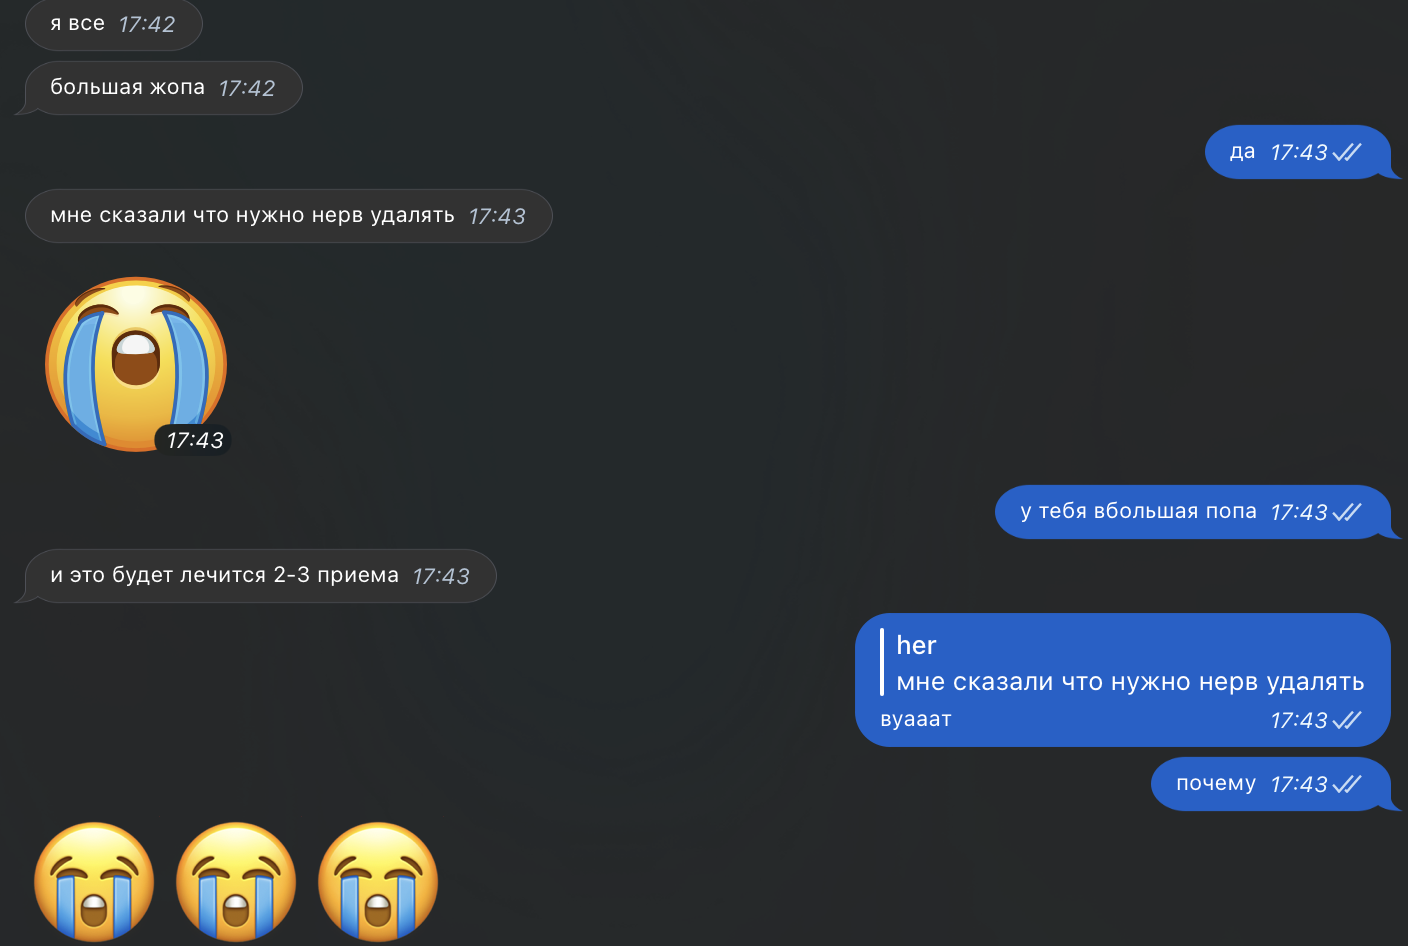 я все 17:42
большая жопа 17:42
да 17:43
мне сказали что нужно нерв удалять 17:43
17:43
у тебя вбольшая попа 17:43
и это будет лечится 2-3 приема 17:43
her
мне сказали что нужно нерв удалять
вуааат 17:43
почему 17:43